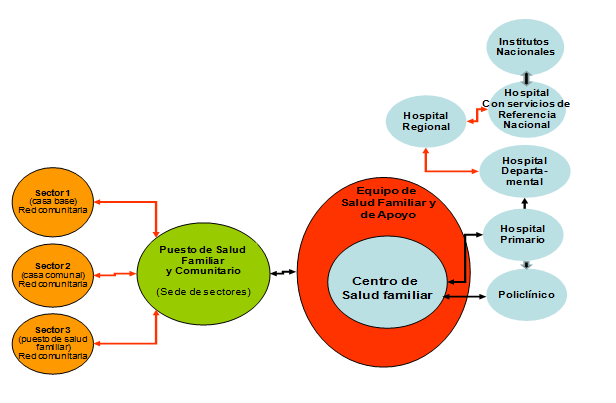 Institutos
Nacionales
Hospital
Con servicios de
Referencia
Nacional
Hospital
Regional
Hospital
Departa-
mental
Sector 1
(casa base)
Red comunitaria
Equipo de
Salud Familiar y
de Apoyo
Puesto de Salud
Familiar
y Comunitario
(Sede de sectores)
Hospital
Primario
Sector 2
(casa comunal)
Red comunitaria
Centro de
Salud familiar
Policlínico
Sector 3
(puesto de salud
familiar)
Red comunitaria